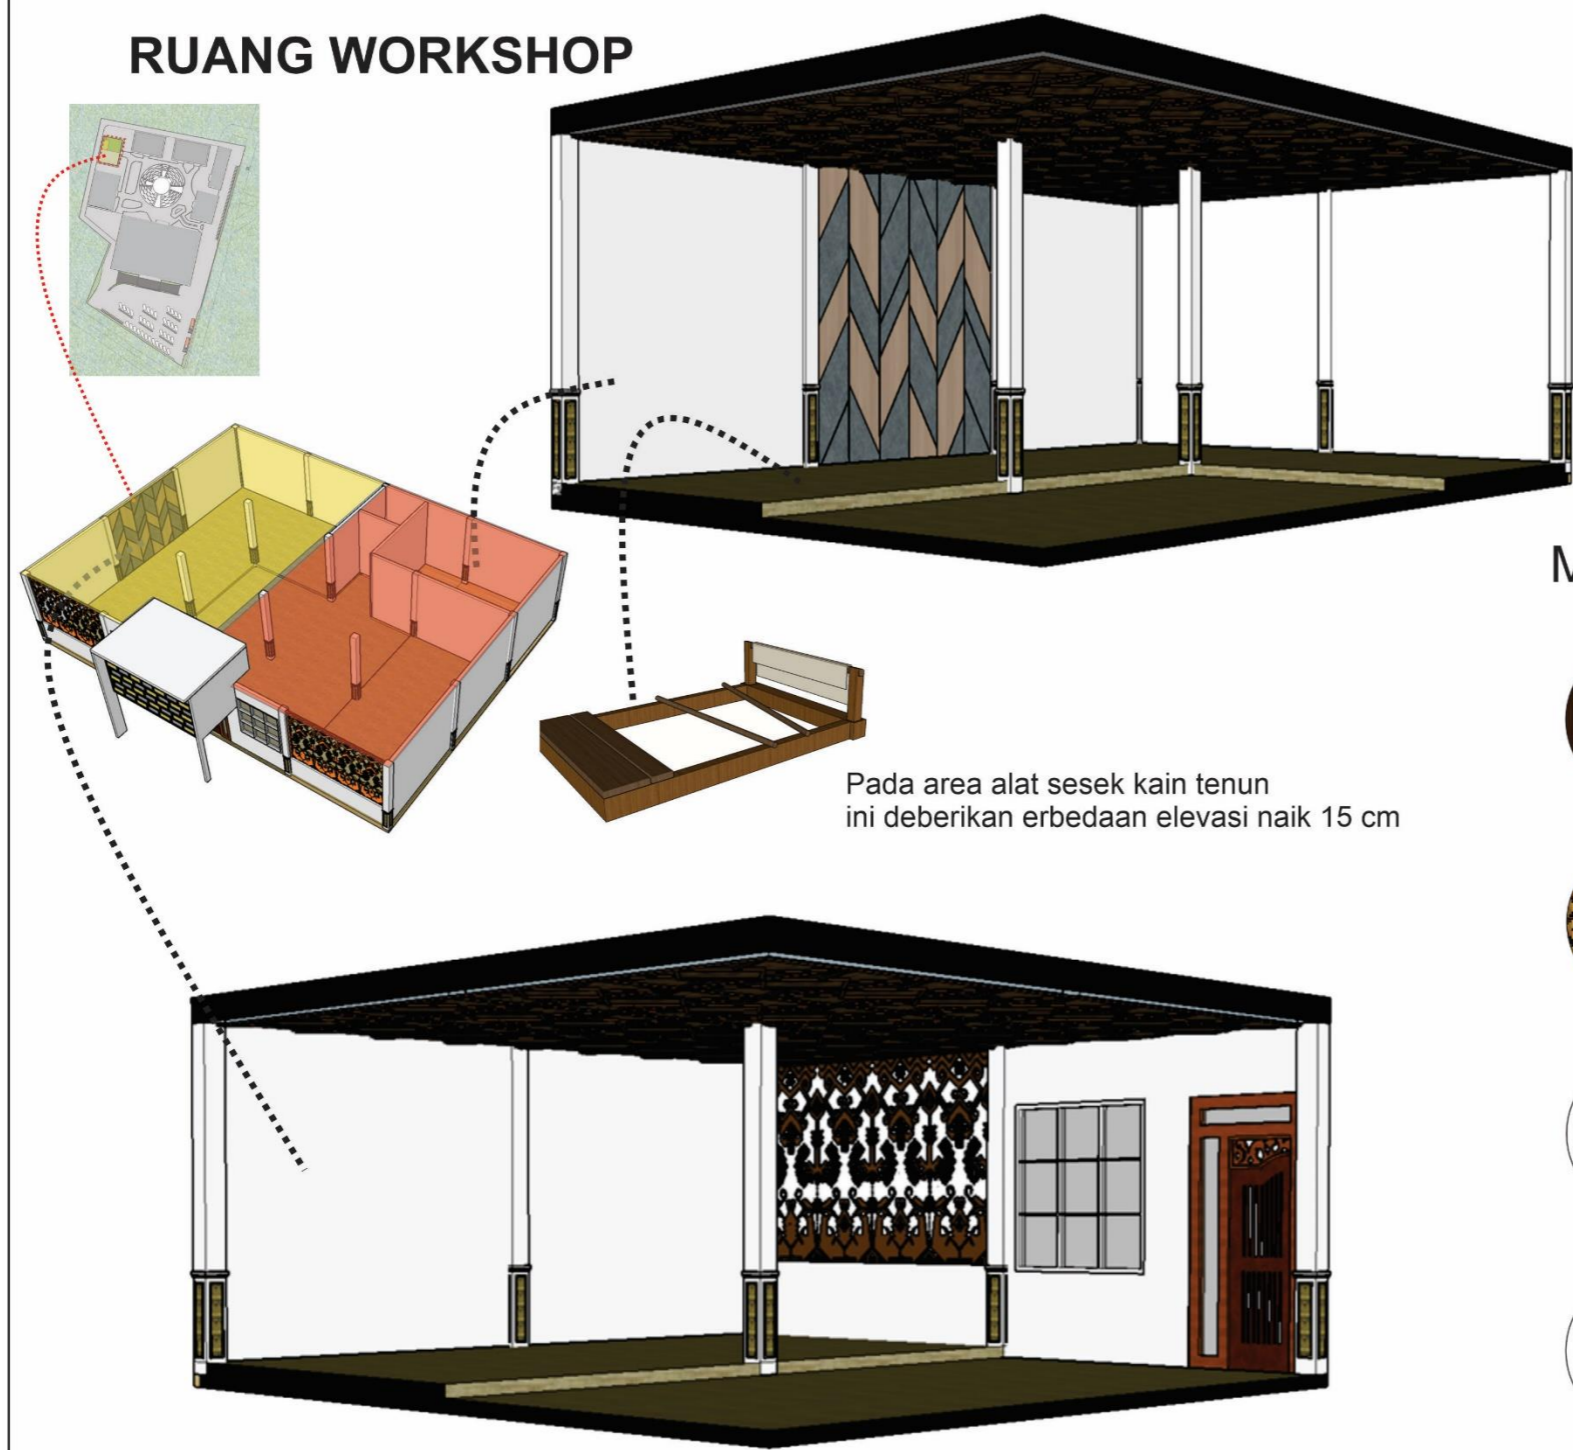 RUANG WORKSHOP
M
Pada area alat sesek kain tenun
ini deberikan erbedaan elevasi naik 15 cm